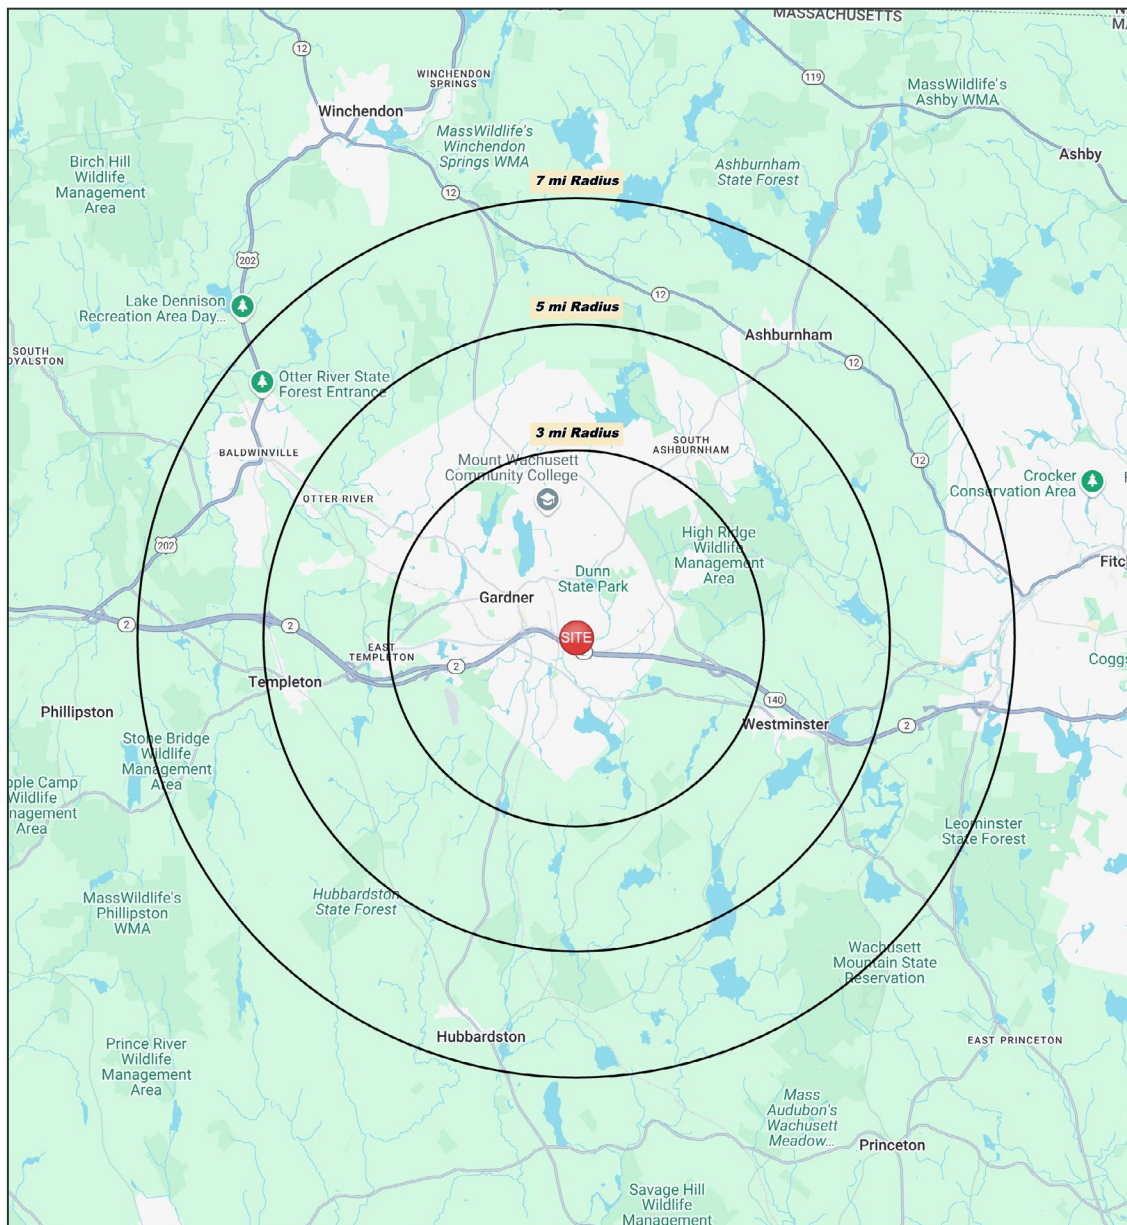 MASSACHUSETTS
12
WINCHENDON
SPRINGS
119
MassWildlife's
Ashby WMA
Winchendon
MassWildlife's
Winchendon
Springs WMA
Ashby
Birch Hill
Wildlife
Management
Area
Ashburnham
State Forest
7 mi Radius
12
202
Lake Dennison
Recreation Area Day...
12
5 mi Radius
Ashburnham
SOUTH
OYALSTON
12
Otter River State
Forest Entrance
3 mi Radius
SOUTH
ASHBURNHAM
BALDWINVILLE
Mount Wachusett
Community College
12
OTTER RIVER
Crocker
Conservation Area
High Ridge
Wildlife
Management
Area
202
Fitc
Dunn
State Park
Gardner
2
2
SITE
EAST
TEMPLETON
2
Coggs
Templeton
140
Phillipston
Westminster
2
Stone Bridge
Wildlife
Management
Area
pple Camp
Wildlife
nagement
Area
Leominster
State Forest
MassWildlife's
Phillipston
WMA
Hubbardston
State Forest
Wachusett
Mountain State
Reservation
Hubbardston
EAST PRINCETON
Prince River
Wildlife
Management
Area
Mass
Audubon's
Wachusett
Meadow...
Princeton
Savage Hill
Wildlife
Management